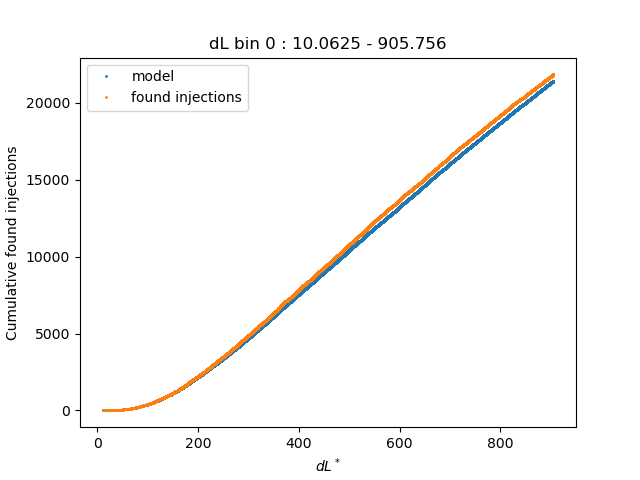 dL bin 0 : 10.0625 - 905.756
model
found injections
20000
15000
10000
5000
0
Cumulative found injections
0 200 400 600 800
dL*